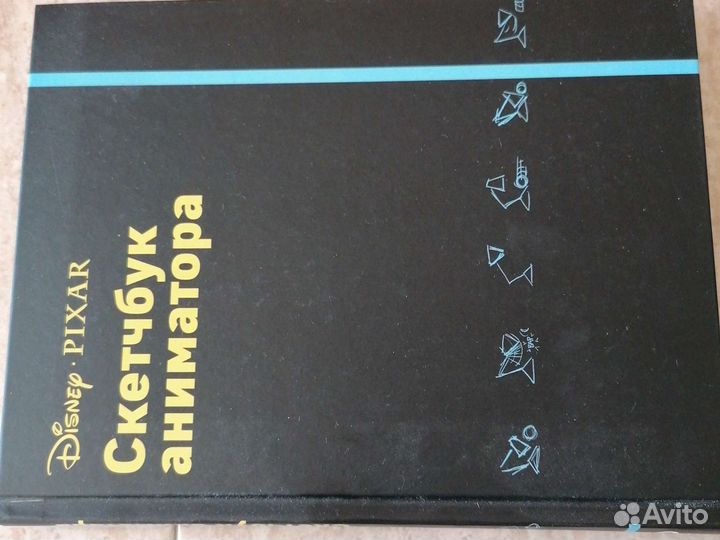 Disney · PIXAR
Скетчбук
аниматора
Avito